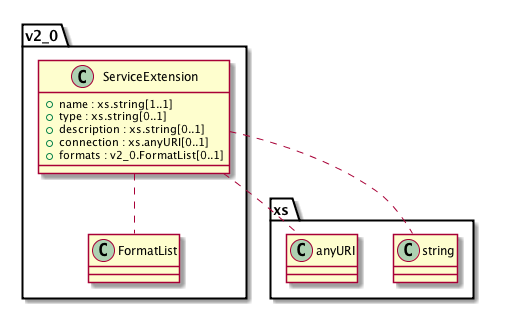 v2_0
C ServiceExtension
name : xs.string[1..1]
type : xs.string[0..1]
description : xs.string[0..1]
connection : xs.anyURI[0..1]
formats : v2_0.FormatList[0..1]
xs
C FormatList
C anyURI
C string